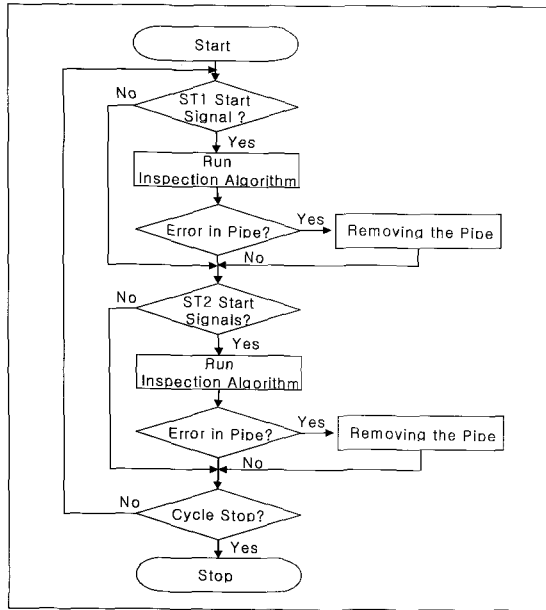 Start
No
ST1 Start
Signal ?
Yes
Run
Inspection Algorithm
Error in Pipe?
Yes
Removing the Pipe
No
No
ST2 Start
Signals?
Yes
Run
Inspection Algorithm
Error in Pipe?
Yes
Removing the Pipe
No
No
Cycle Stop?
Yes
Stop